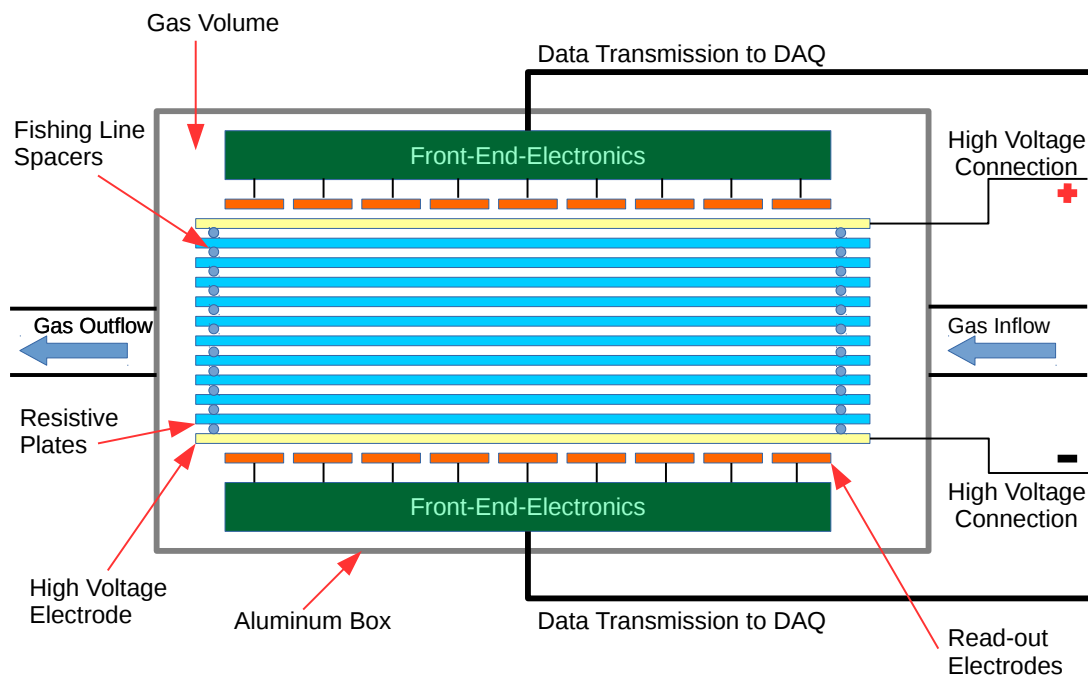 Gas Volume
Data Transmission to DAQ
Fishing Line
Spacers
Front-End-Electronics
High Voltage
Connection
+
Gas Outflow
Gas Inflow
Resistive
Plates
-
Front-End-Electronics
High Voltage
Connection
High Voltage
Electrode
Aluminum Box
Data Transmission to DAQ
Read-out
Electrodes